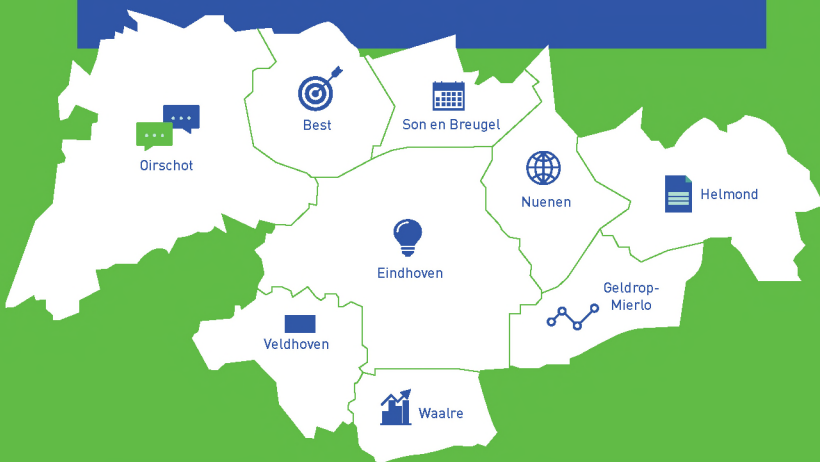 Best
Son en Breugel
Oirschot
Nuenen
Helmond
Eindhoven
Geldrop-
Mierlo
Veldhoven
Waalre